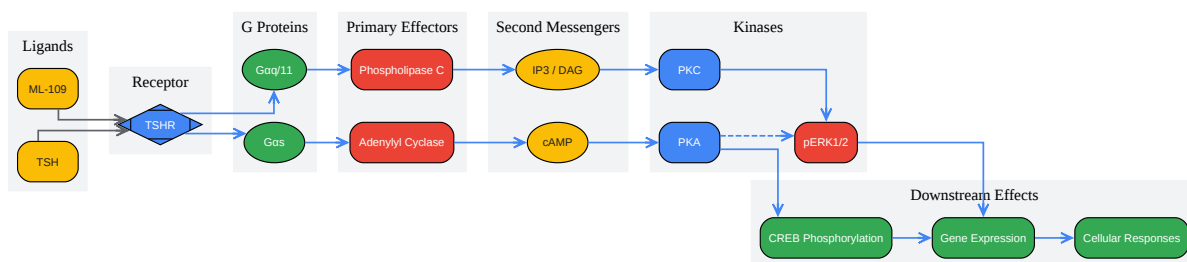 Ligands
ML-109
TSH
Receptor
TSHR
G Proteins
Gαq/11
Gαs
Primary Effectors
Phospholipase C
Adenylyl Cyclase
Second Messengers
IP3 / DAG
cAMP
Kinases
PKC
PKA
pERK1/2
Downstream Effects
CREB Phosphorylation
Gene Expression
Cellular Responses